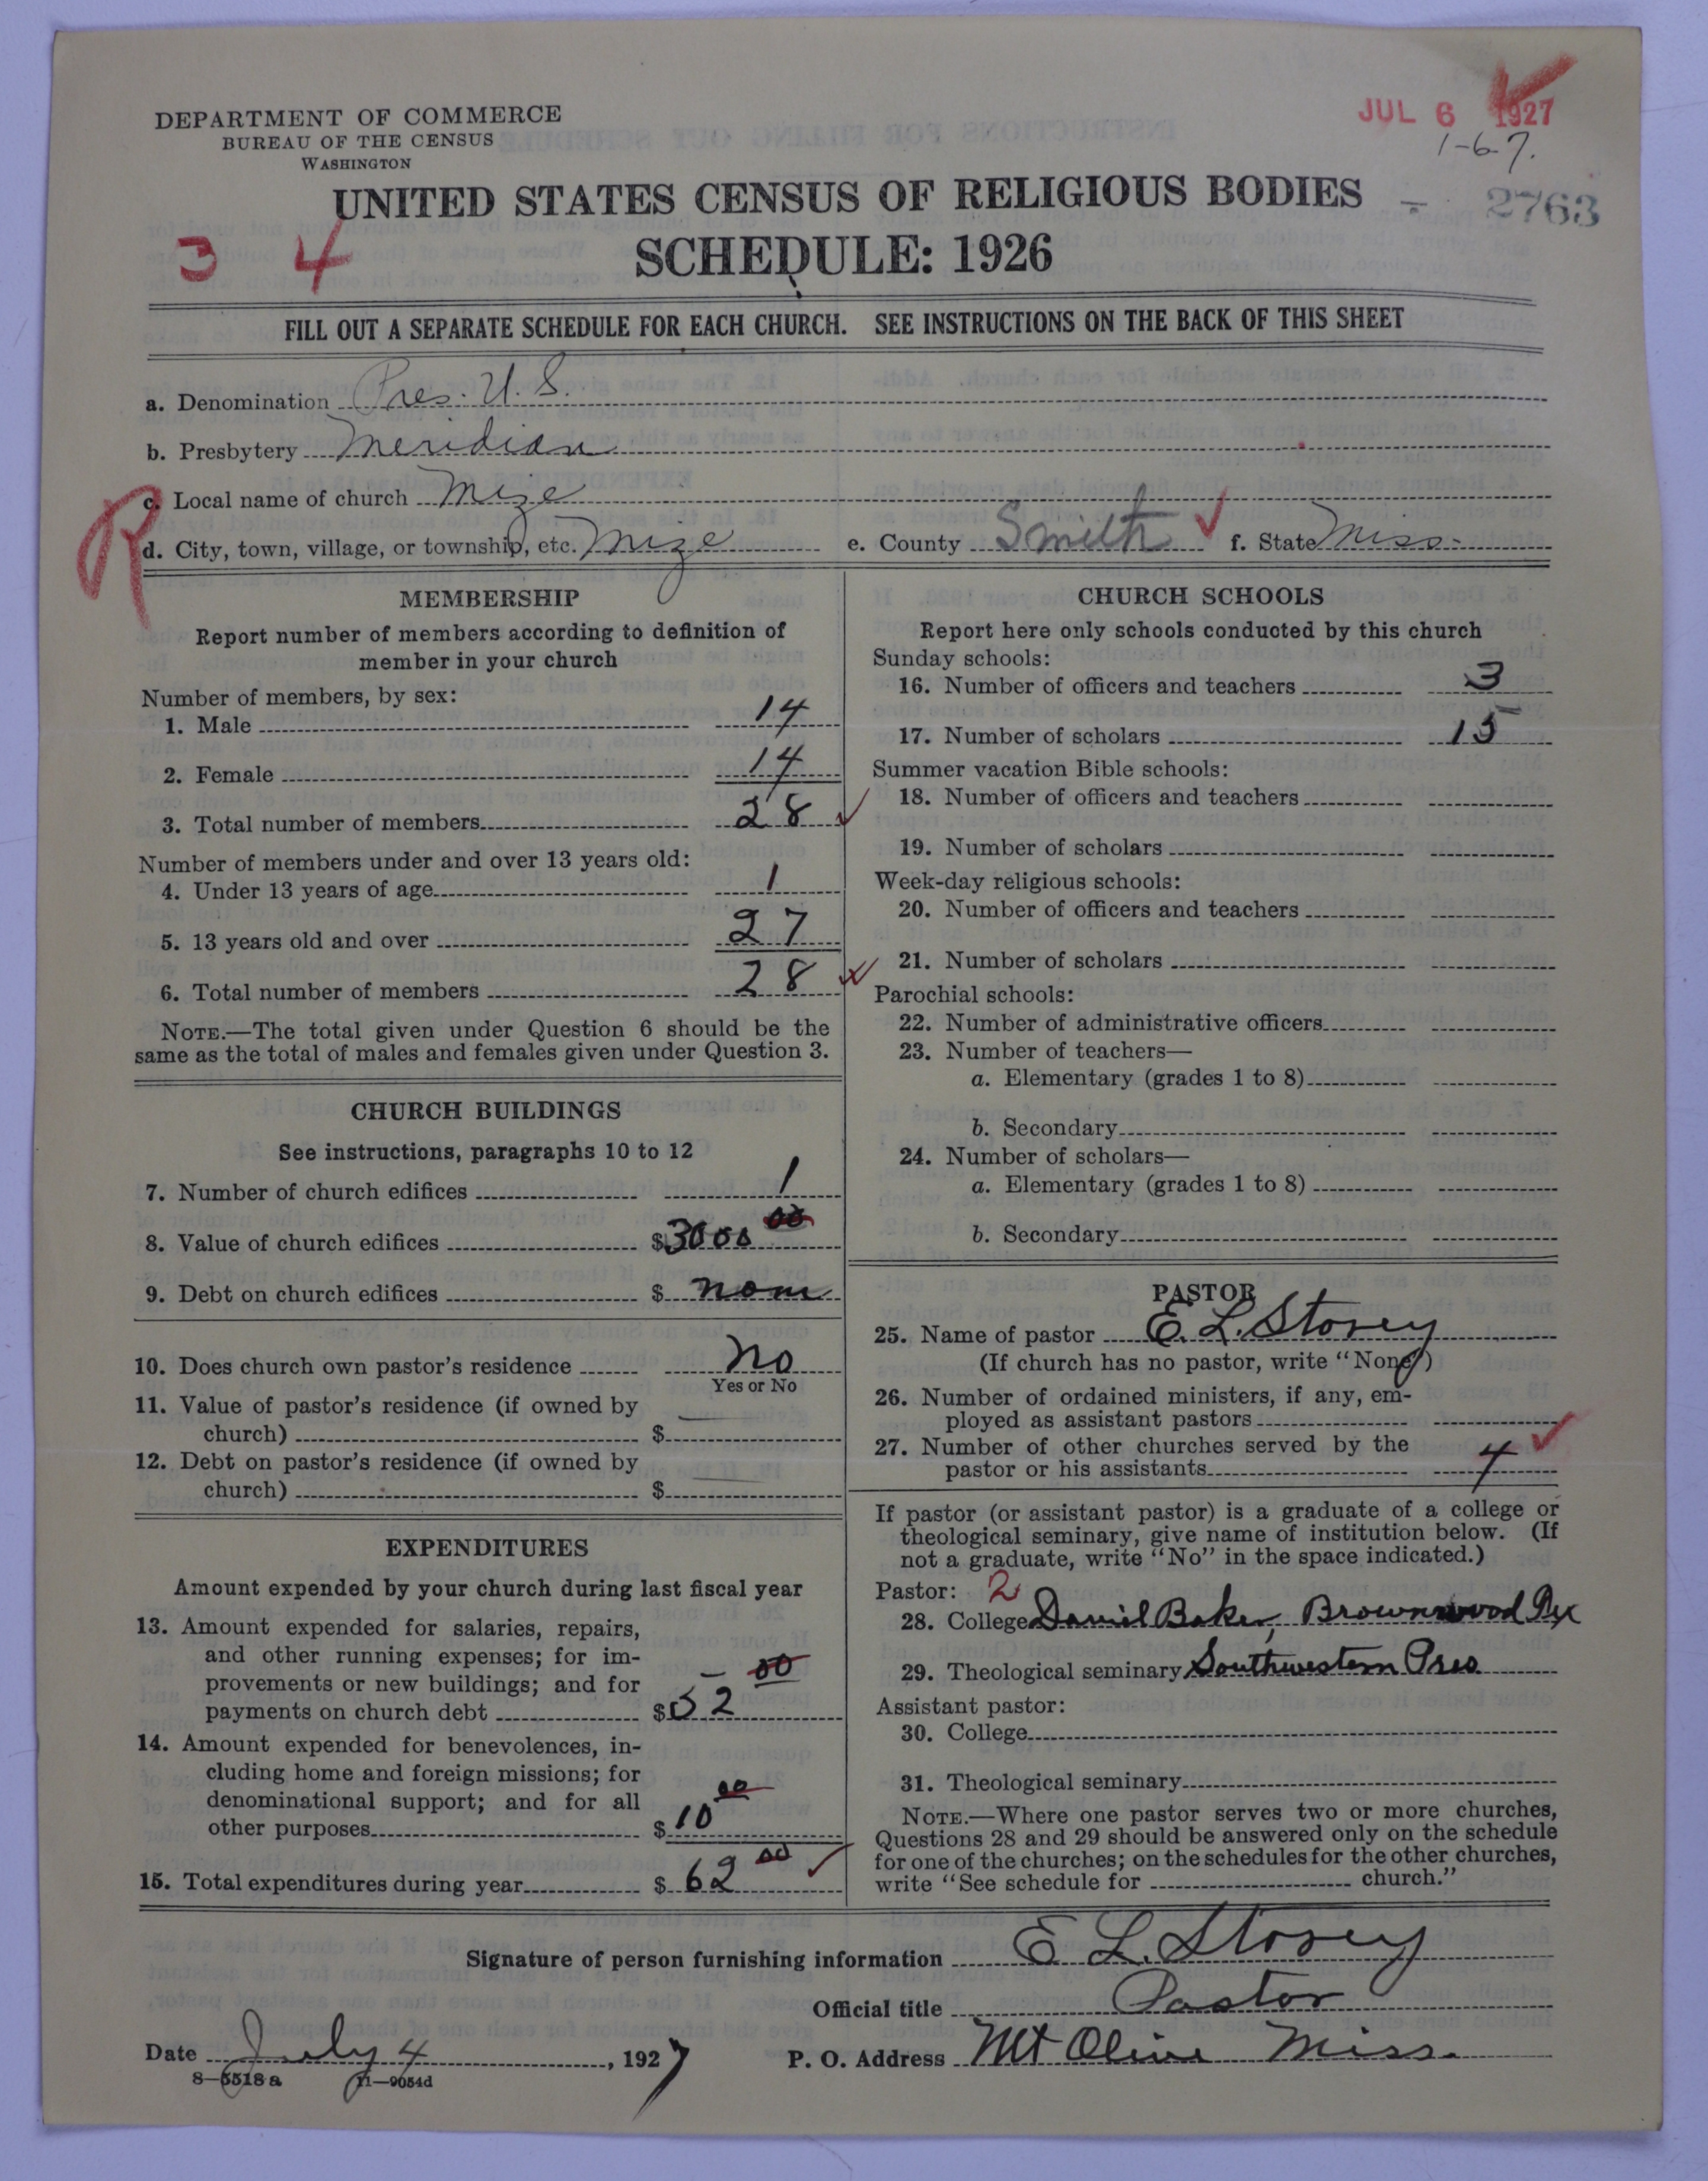 DEPARTMENT OF COMMERCE
BUREAU OF THE CENSUS
WASHINGTON
JUL 6 1927
1-6-7.
UNITED STATES CENSUS OF RELIGIOUS BODIES
2763
3 4
SCHEDULE: 1926
FILL OUT A SEPARATE SCHEDULE FOR EACH CHURCH. SEE INSTRUCTIONS ON THE BACK OF THIS SHEET
a. Denomination Pres. U.S.
b. Presbytery Meridian
R
c. Local name of church Mize
d. City, town, village, or township, etc. Mize e. County Smith f. State Miss.
MEMBERSHIP
Report number of members according to definition of
member in your church
Number of members, by sex:
1. Male 14
2. Female 14
3. Total number of members 28
Number of members under and over 13 years old:
4. Under 13 years of age 1
5. 13 years old and over 27
6. Total number of members 28
NOTE.—The total given under Question 6 should be the
same as the total of males and females given under Question 3.
CHURCH BUILDINGS
See instructions, paragraphs 10 to 12
7. Number of church edifices 1
8. Value of church edifices $3000 00
9. Debt on church edifices $ none
10. Does church own pastor's residence No
Yes or No
11. Value of pastor's residence (if owned by
church) $
12. Debt on pastor's residence (if owned by
church) $
EXPENDITURES
Amount expended by your church during last fiscal year
13. Amount expended for salaries, repairs,
and other running expenses; for im-
provements or new buildings; and for
payments on church debt $52 00
14. Amount expended for benevolences, in-
cluding home and foreign missions; for
denominational support; and for all
other purposes $10 00
15. Total expenditures during year $ 62 00
CHURCH SCHOOLS
Report here only schools conducted by this church
Sunday schools:
16. Number of officers and teachers 3
17. Number of scholars 15
Summer vacation Bible schools:
18. Number of officers and teachers
19. Number of scholars
Week-day religious schools:
20. Number of officers and teachers
21. Number of scholars
Parochial schools:
22. Number of administrative officers
23. Number of teachers—
a. Elementary (grades 1 to 8)
b. Secondary
24. Number of scholars—
a. Elementary (grades 1 to 8)
b. Secondary
PASTOR
25. Name of pastor E. L. Storey
(If church has no pastor, write "None")
26. Number of ordained ministers, if any, em-
ployed as assistant pastors
27. Number of other churches served by the
pastor or his assistants 4
If pastor (or assistant pastor) is a graduate of a college or
theological seminary, give name of institution below. (If
not a graduate, write "No" in the space indicated.)
Pastor: 2
28. College Daniel Baker, Brownwood Tex
29. Theological seminary Southwestern Pres
Assistant pastor:
30. College
31. Theological seminary
NOTE.—Where one pastor serves two or more churches,
Questions 28 and 29 should be answered only on the schedule
for one of the churches; on the schedules for the other churches,
write "See schedule for church."
Signature of person furnishing information E. L. Storey
Official title Pastor
Date July 4, 1927 P. O. Address Mt Olive Miss.
8—5518a 11—9054d